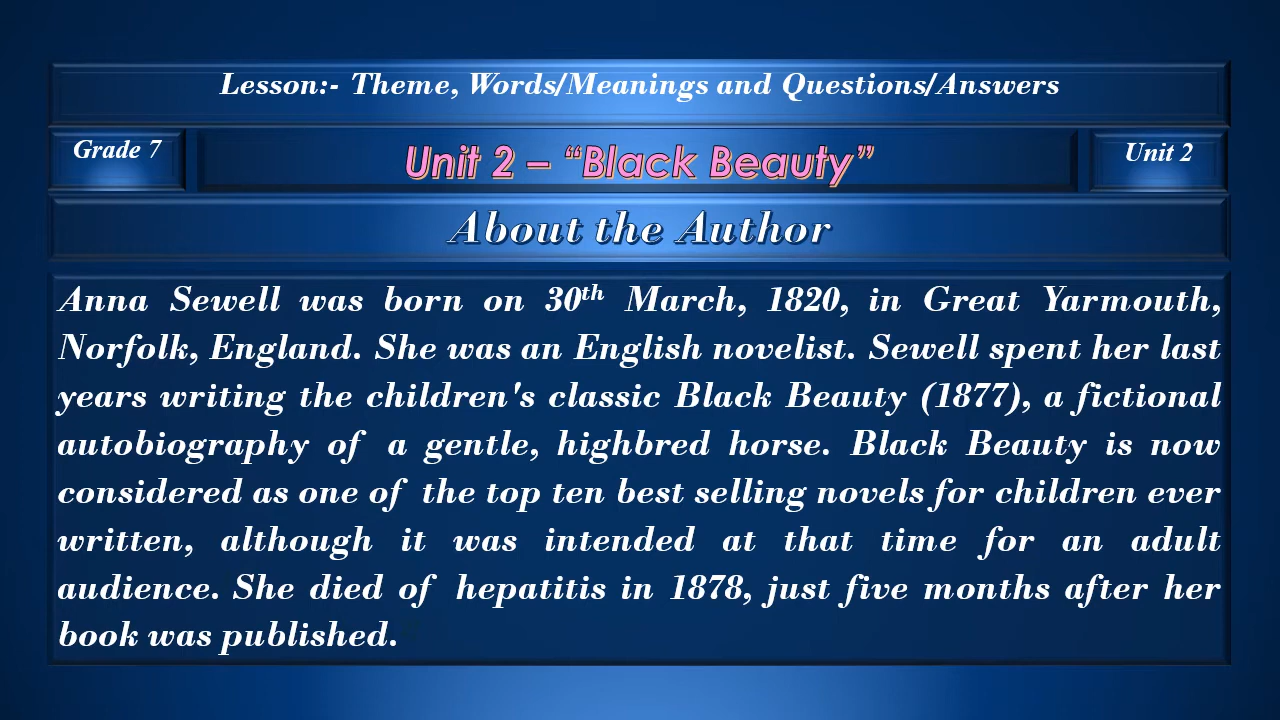 Lesson:- Theme, Words/Meanings and Questions/Answers
Grade 7
Unit 2 – “Black Beauty”
Unit 2
About the Author
Anna Sewell was born on 30th March, 1820, in Great Yarmouth,
Norfolk, England. She was an English novelist. Sewell spent her last
years writing the children's classic Black Beauty (1877), a fictional
autobiography of a gentle, highbred horse. Black Beauty is now
considered as one of the top ten best selling novels for children ever
written, although it was intended at that time for an adult
audience. She died of hepatitis in 1878, just five months after her
book was published.